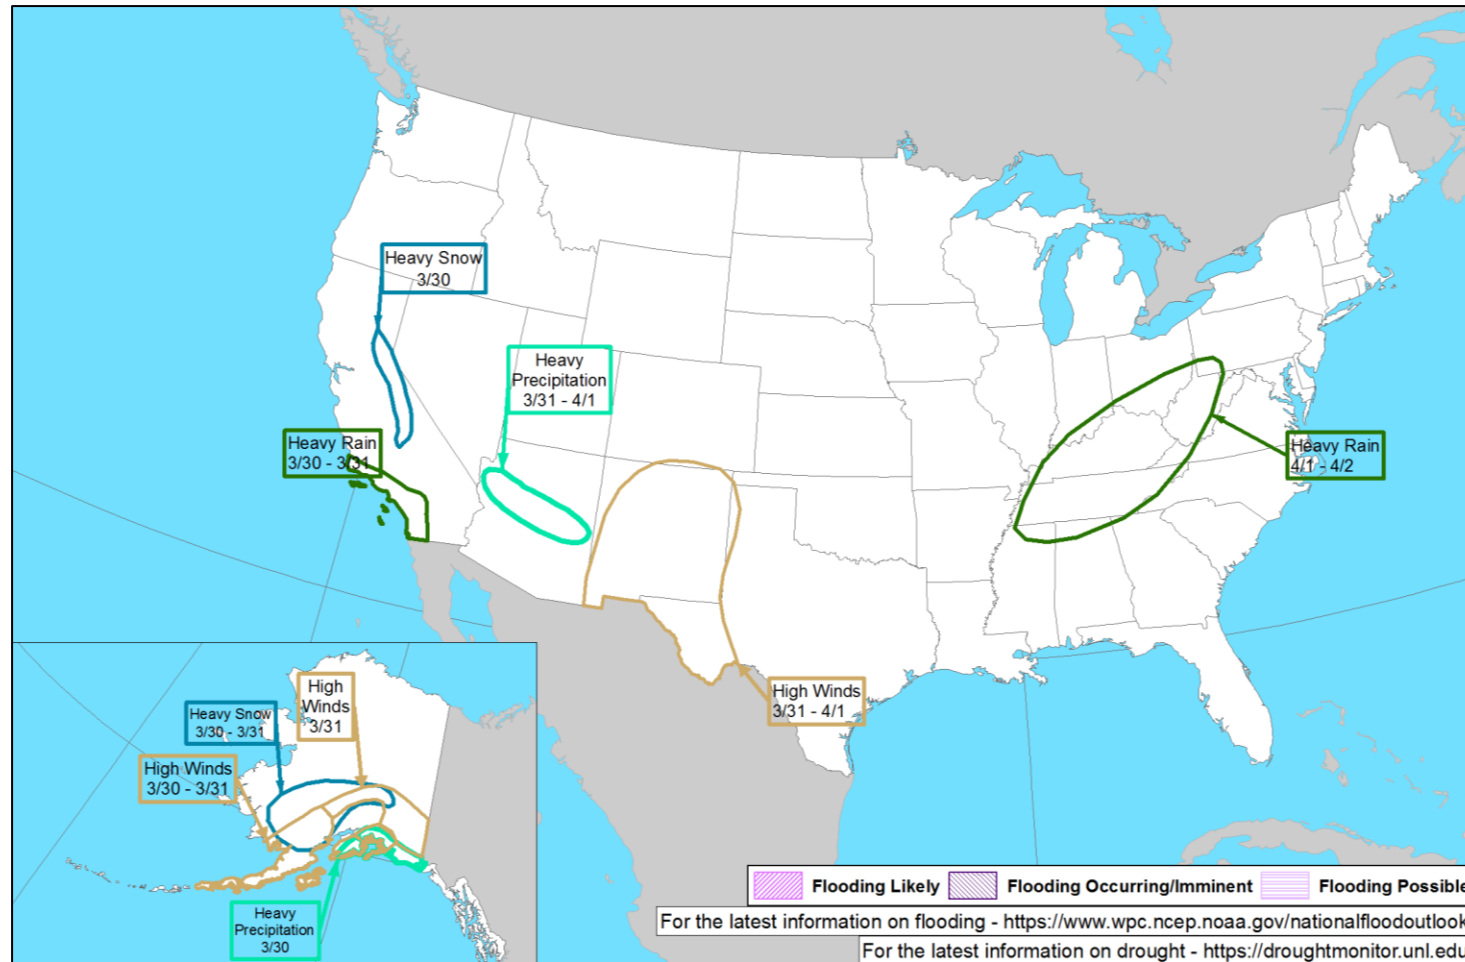 Heavy Snow
3/30
Heavy
Precipitation
3/31 - 4/1
Heavy Rain
3/30 - 3/31
Heavy Rain
4/1 - 4/2
High Winds
3/31 - 4/1
High
Winds
3/31
Heavy Snow
3/30 - 3/31
High Winds
3/30 - 3/31
Heavy
Precipitation
3/30
Flooding Likely
Flooding Occurring/Imminent
Flooding Possible
For the latest information on flooding - https://www.wpc.ncep.noaa.gov/nationalfloodoutlook
For the latest information on drought - https://droughtmonitor.unl.edu